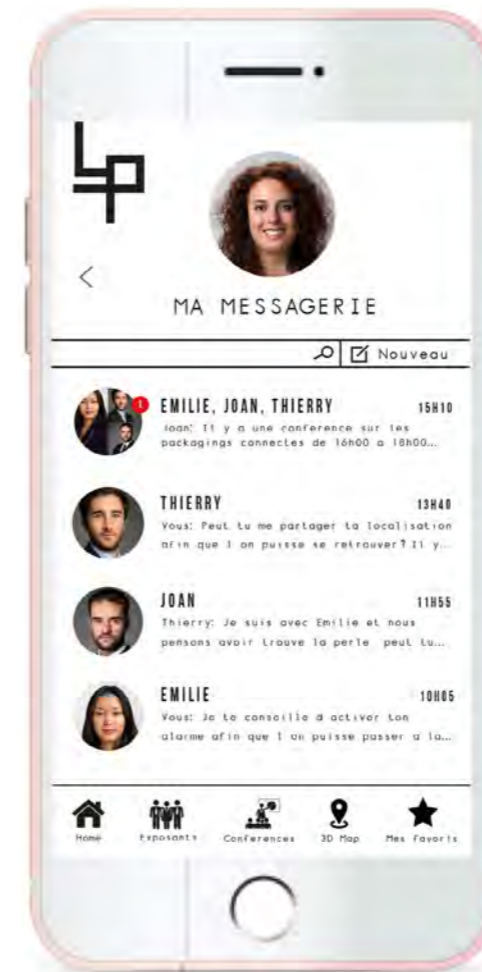 MA MESSAGERIE
Nouveau
1
EMILIE, JOAN, THIERRY 15H10
Joan: Il y a une conference sur les
packagings connectes de 16h00 a 18h00...
THIERRY 13H40
Vous: Peut tu me partager ta localisation
afin que l on puisse se retrouver? Il y...
JOAN 11H55
Thierry: Je suis avec Emilie et nous
pensons avoir trouve la perle peut tu...
EMILIE 10H05
Vous: Je te conseille d activer ton
alarme afin que l on puisse passer a la...
Home Exposants Conferences 3D Map Mes Favoris